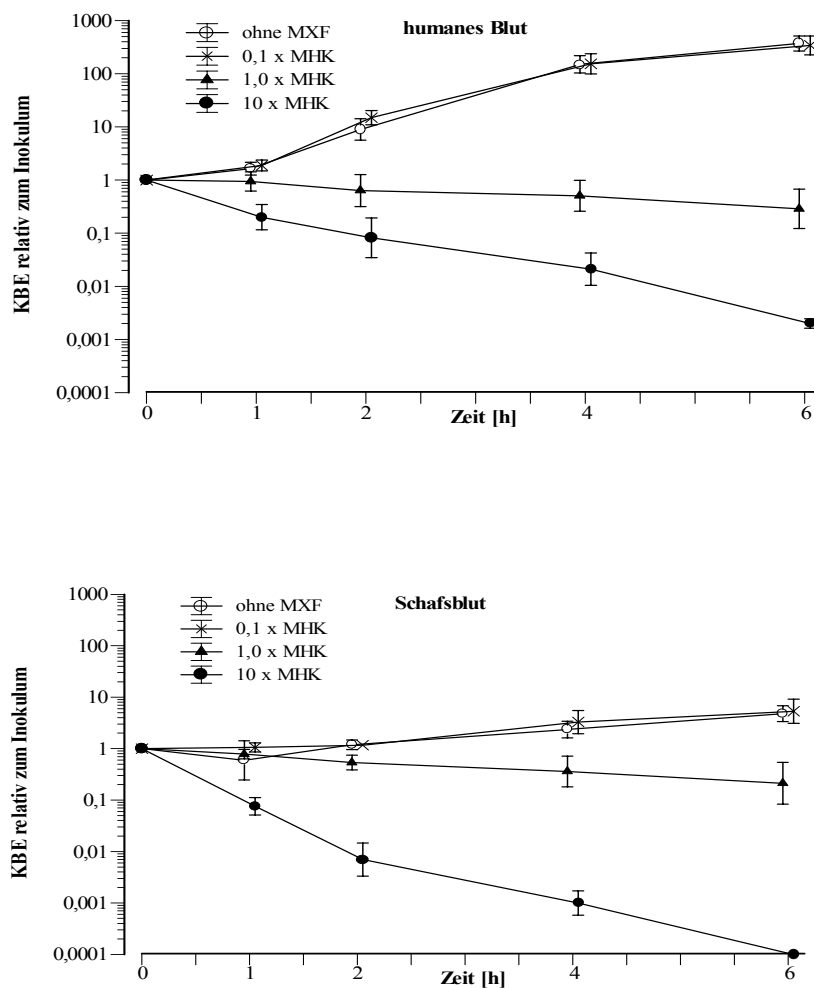 humanes Blut
ohne MXF
0,1 x MHK
1,0 x MHK
10 x MHK
KBE relativ zum Inokulum
1000
100
10
1
0,1
0,01
0,001
0,0001
0 1 2 4 6
Zeit [h]
Schafsblut
ohne MXF
0,1 x MHK
1,0 x MHK
10 x MHK
KBE relativ zum Inokulum
1000
100
10
1
0,1
0,01
0,001
0,0001
0 1 2 4 6
Zeit [h]